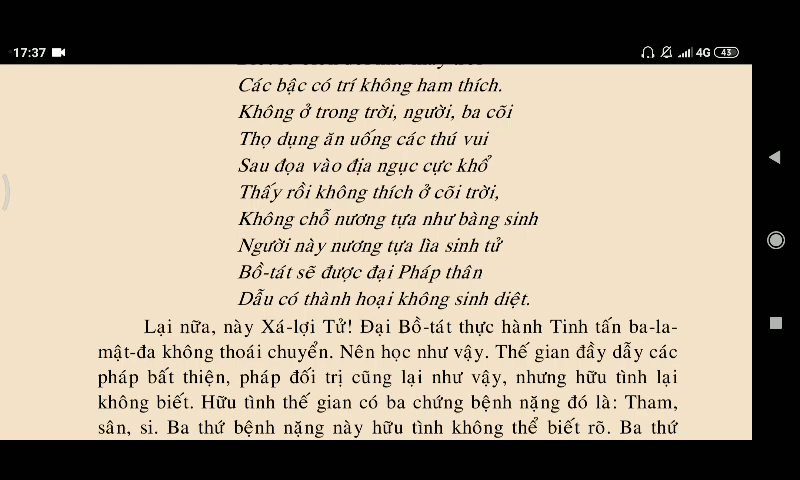 17:37
4G 43
Các bậc có trí không ham thích.
Không ở trong trời, người, ba cõi
Thọ dụng ăn uống các thú vui
Sau đọa vào địa ngục cực khổ
Thấy rồi không thích ở cõi trời,
Không chỗ nương tựa như bàng sinh
Người này nương tựa lìa sinh tử
Bồ-tát sẽ được đại Pháp thân
Dẫu có thành hoại không sinh diệt.
Lại nữa, này Xá-lợi Tử! Đại Bồ-tát thực hành Tinh tấn ba-la-
mật-đa không thoái chuyển. Nên học như vậy. Thế gian đầy dẫy các
pháp bất thiện, pháp đối trị cũng lại như vậy, nhưng hữu tình lại
không biết. Hữu tình thế gian có ba chứng bệnh nặng đó là: Tham,
sân, si. Ba thứ bệnh nặng này hữu tình không thể biết rõ. Ba thứ